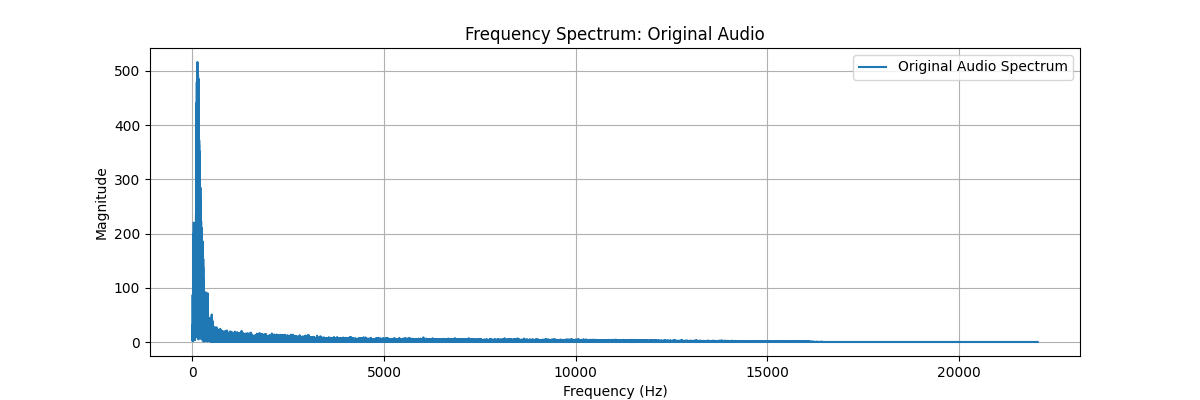 Frequency Spectrum: Original Audio
Original Audio Spectrum
500
400
300
200
100
0
Magnitude
0 5000 10000 15000 20000
Frequency (Hz)